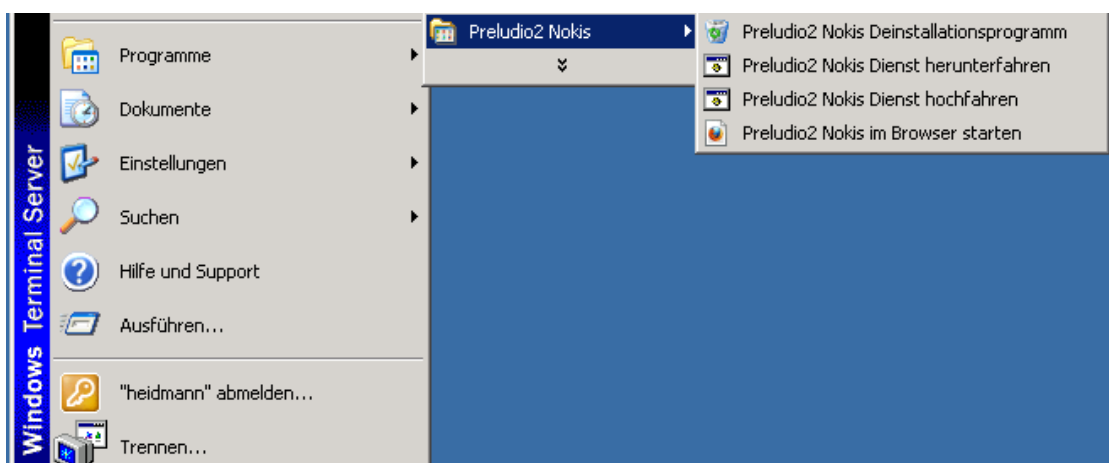 Windows Terminal Server
Programme
Dokumente
Einstellungen
Suchen
Hilfe und Support
Ausführen...
"heidmann" abmelden...
Trennen...
Preludio2 Nokis
Preludio2 Nokis Deinstallationsprogramm
Preludio2 Nokis Dienst herunterfahren
Preludio2 Nokis Dienst hochfahren
Preludio2 Nokis im Browser starten